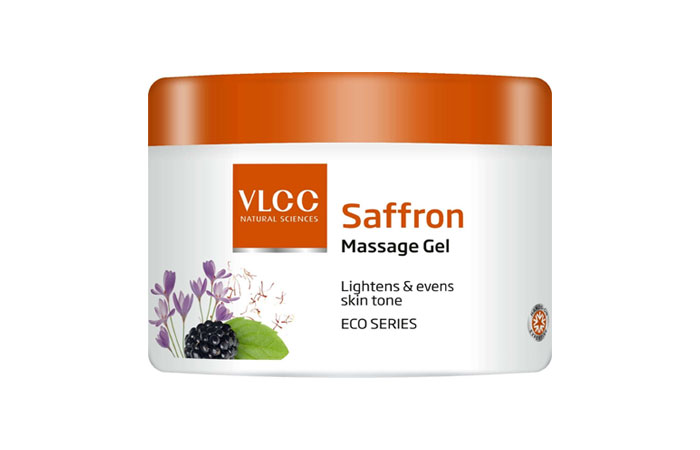 VLCC
NATURAL SCIENCES
Saffron
Massage Gel
Lightens & evens
skin tone
ECO SERIES